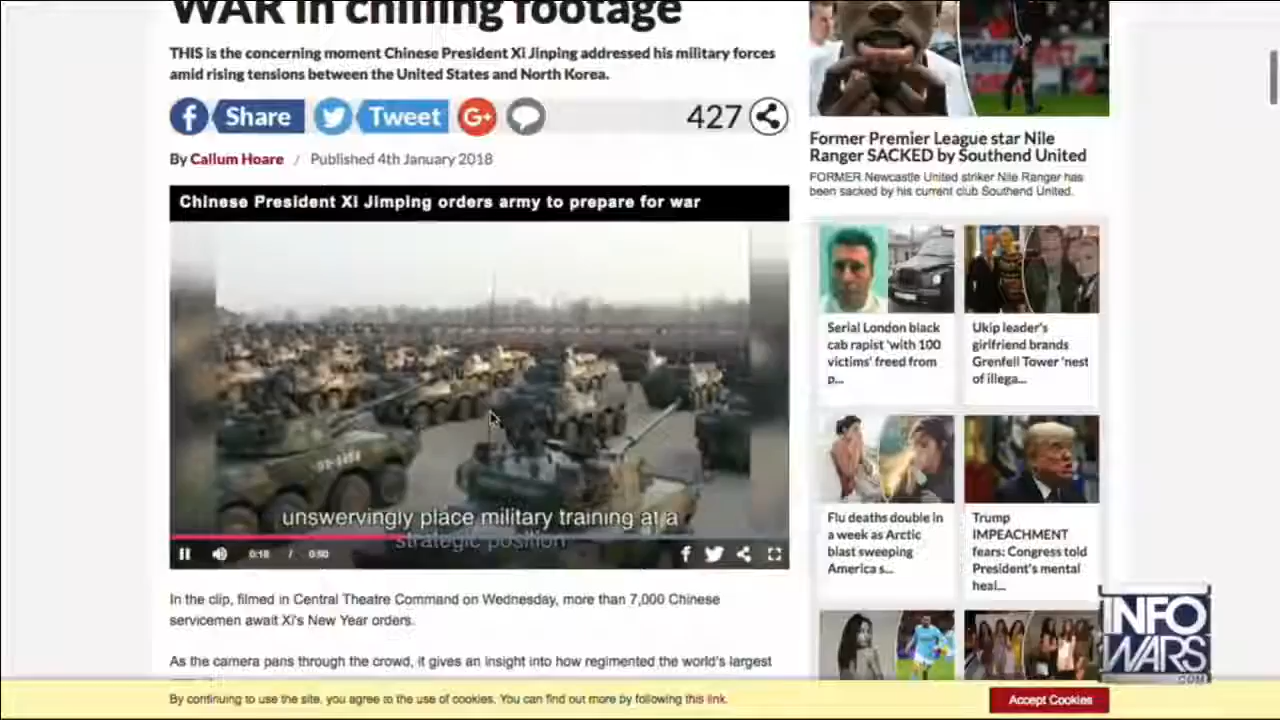 WAR in chilling footage
THIS is the concerning moment Chinese President Xi Jinping addressed his military forces
amid rising tensions between the United States and North Korea.
Share
Tweet
G+
427
By Callum Hoare / Published 4th January 2018
Chinese President XI Jimping orders army to prepare for war
unswervingly place military training at a
strategic position
0:18 / 0:50
In the clip, filmed in Central Theatre Command on Wednesday, more than 7,000 Chinese
servicemen await Xi's New Year orders.
As the camera pans through the crowd, it gives an insight into how regimented the world's largest
Former Premier League star Nile
Ranger SACKED by Southend United
FORMER Newcastle United striker Nile Ranger has
been sacked by his current club Southend United.
Serial London black
cab rapist 'with 100
victims' freed from
p...
Ukip leader's
girlfriend brands
Grenfell Tower 'nest
of illega...
Flu deaths double in
a week as Arctic
blast sweeping
America s...
Trump
IMPEACHMENT
fears: Congress told
President's mental
heal...
INFO
WARS
.COM
By continuing to use the site, you agree to the use of cookies. You can find out more by following this link.
Accept Cookies